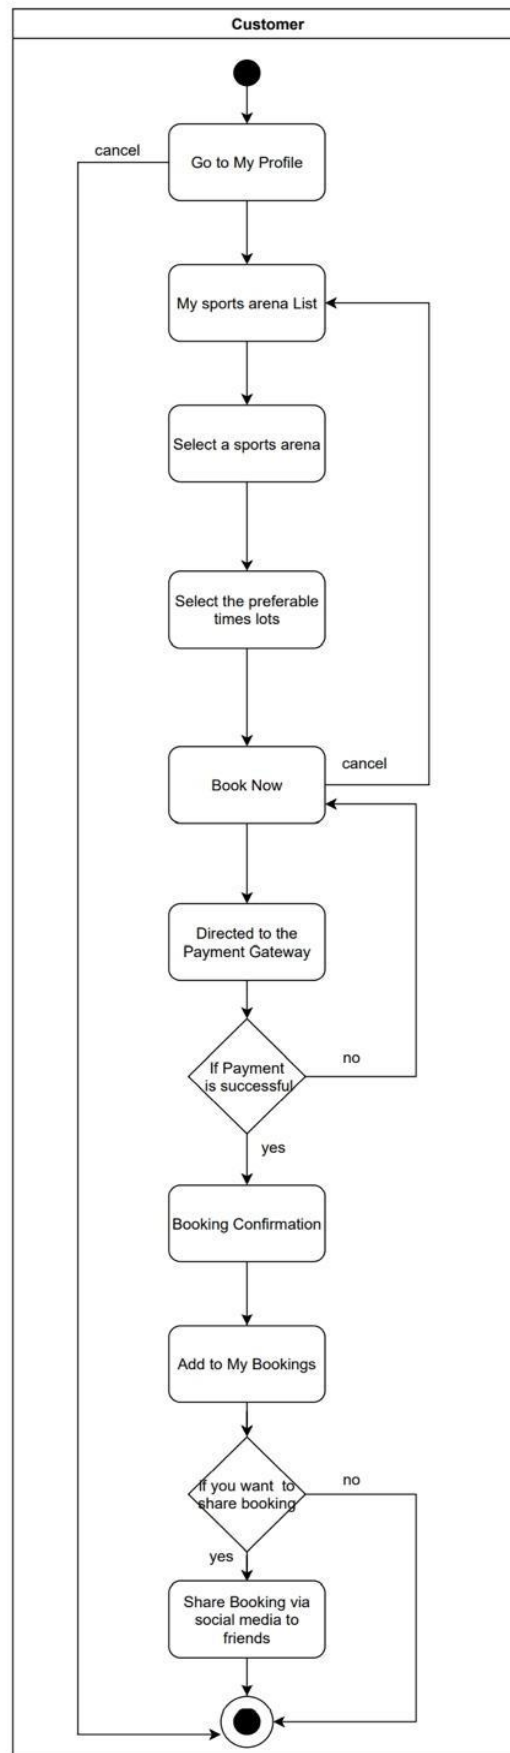 Customer
cancel
Go to My Profile
My sports arena List
Select a sports arena
Select the preferable
times lots
cancel
Book Now
Directed to the
Payment Gateway
If Payment
is successful
no
yes
Booking Confirmation
Add to My Bookings
if you want to
share booking
no
yes
Share Booking via
social media to
friends